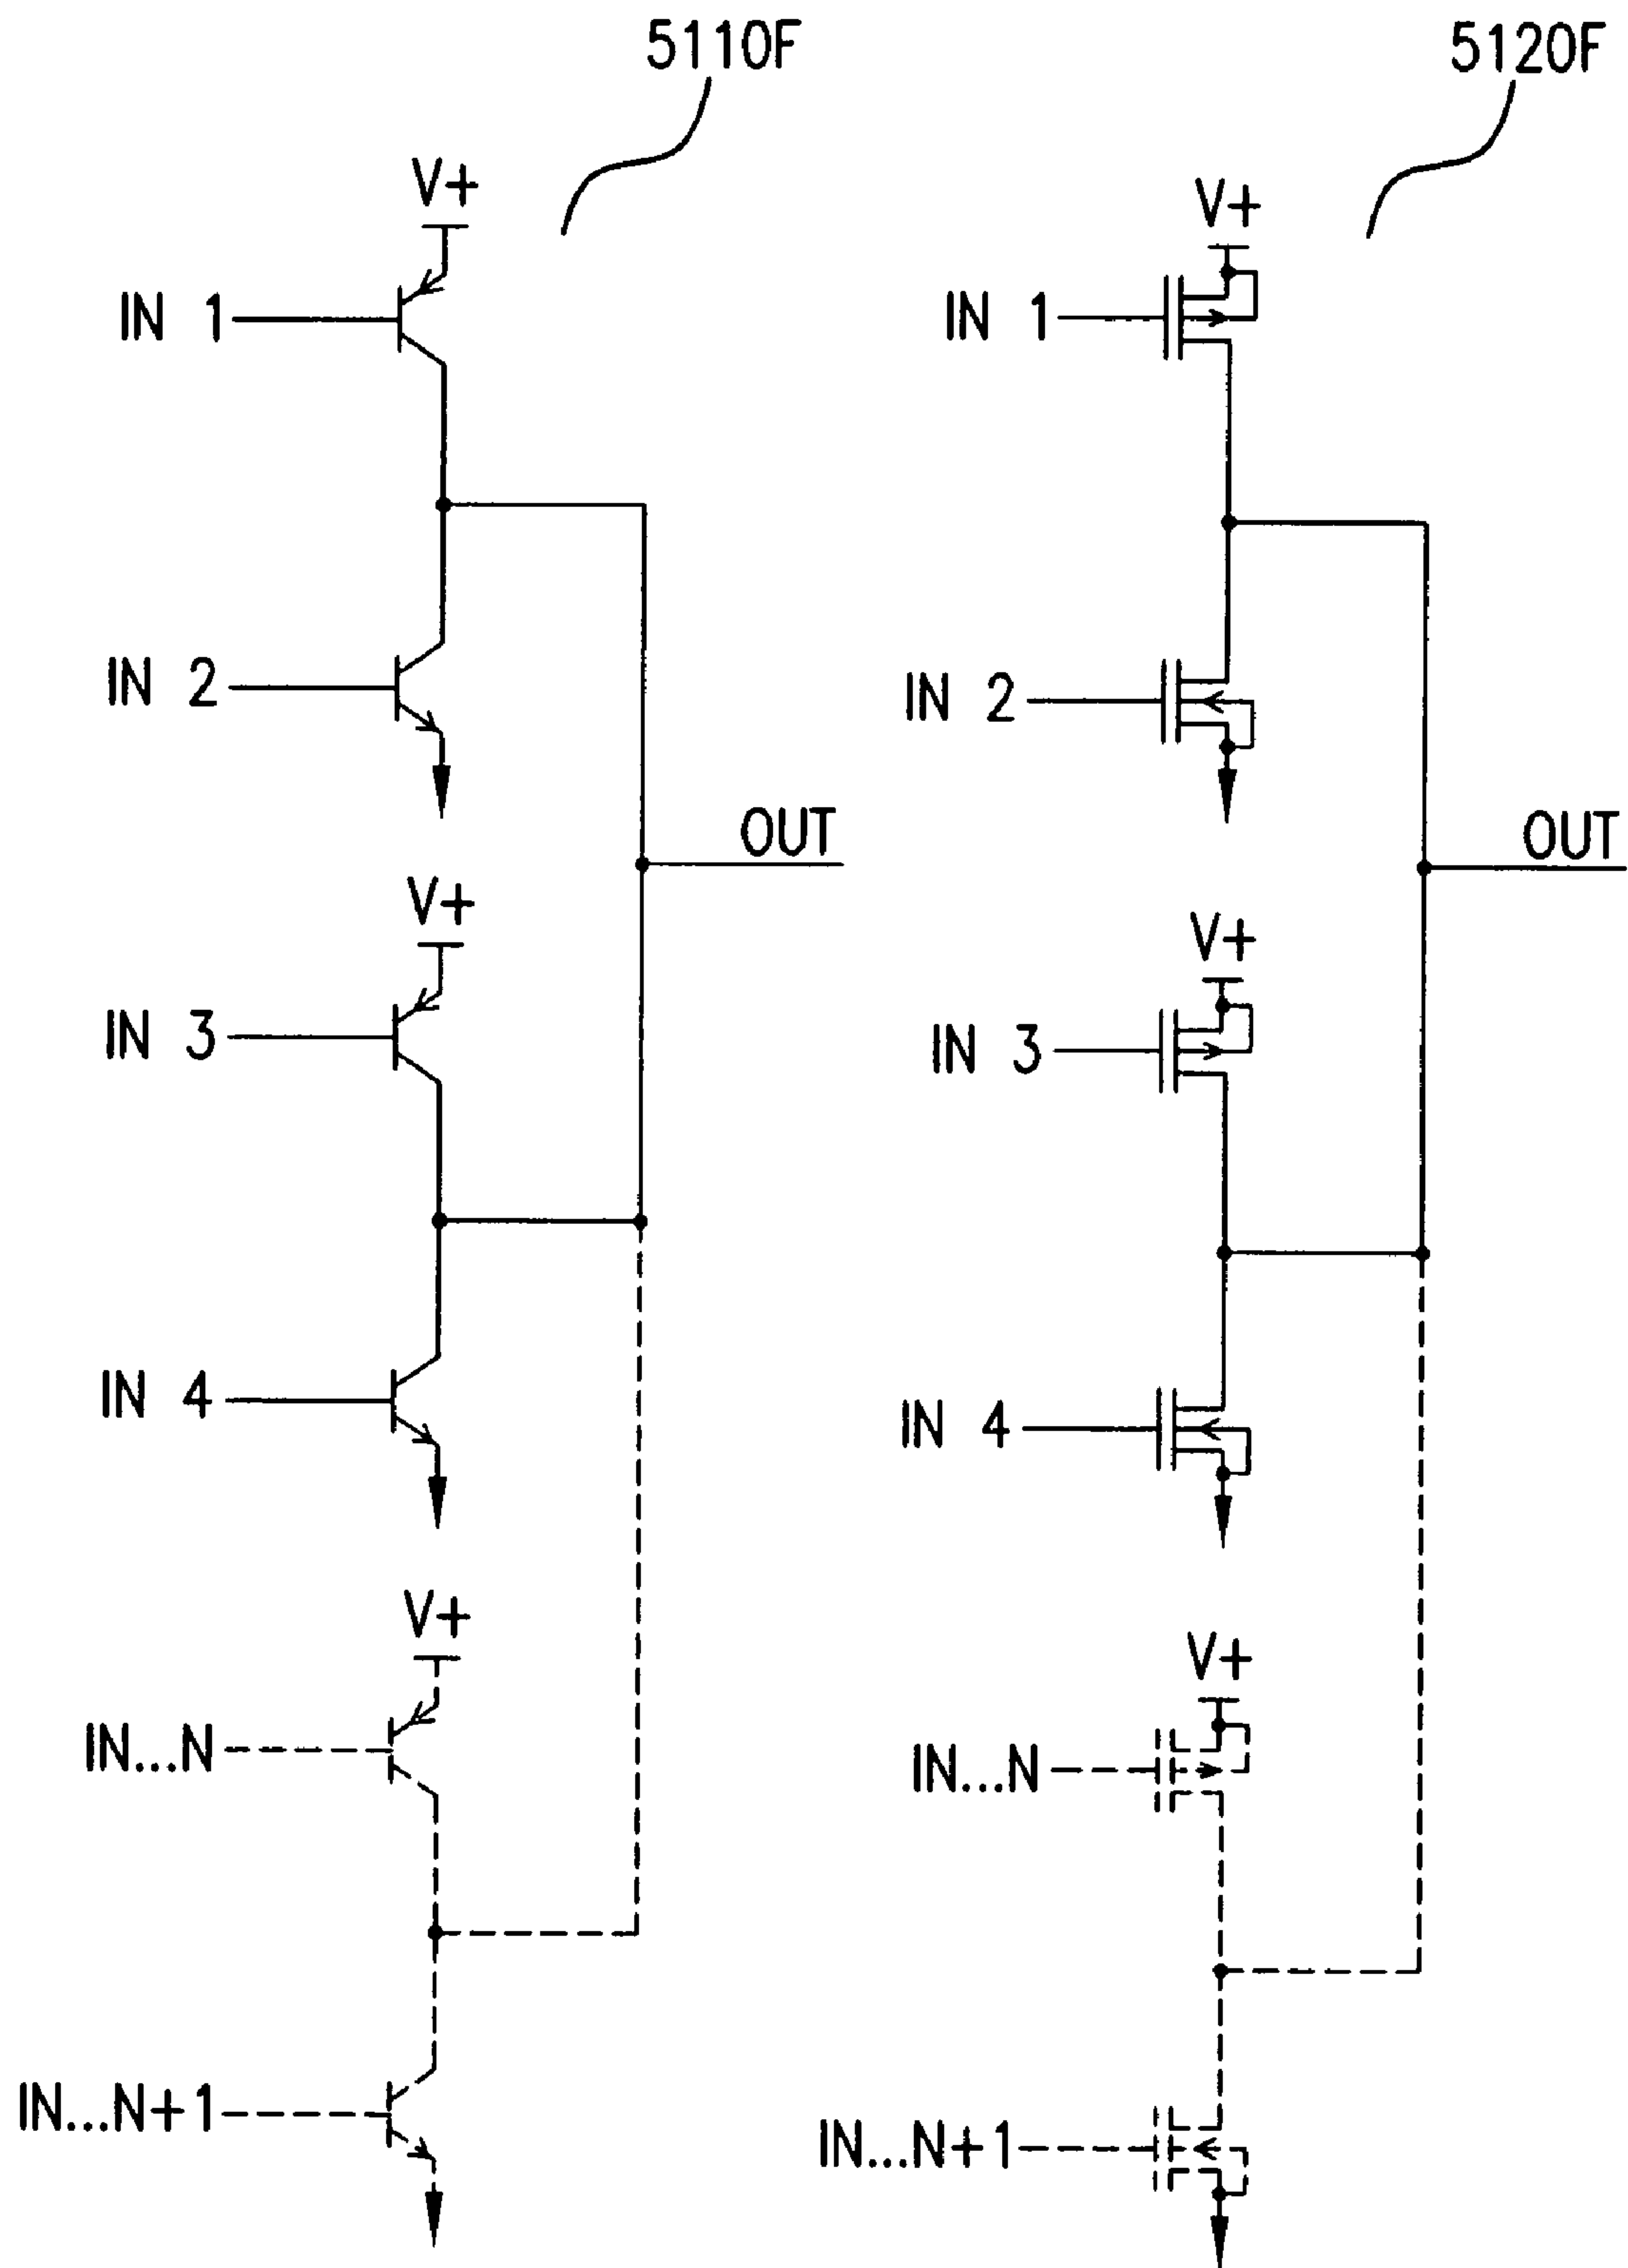 5110F
V+
IN 1
IN 2
OUT
V+
IN 3
IN 4
V+
IN...N
IN...N+1
5120F
V+
IN 1
IN 2
OUT
V+
IN 3
IN 4
V+
IN...N
IN...N+1